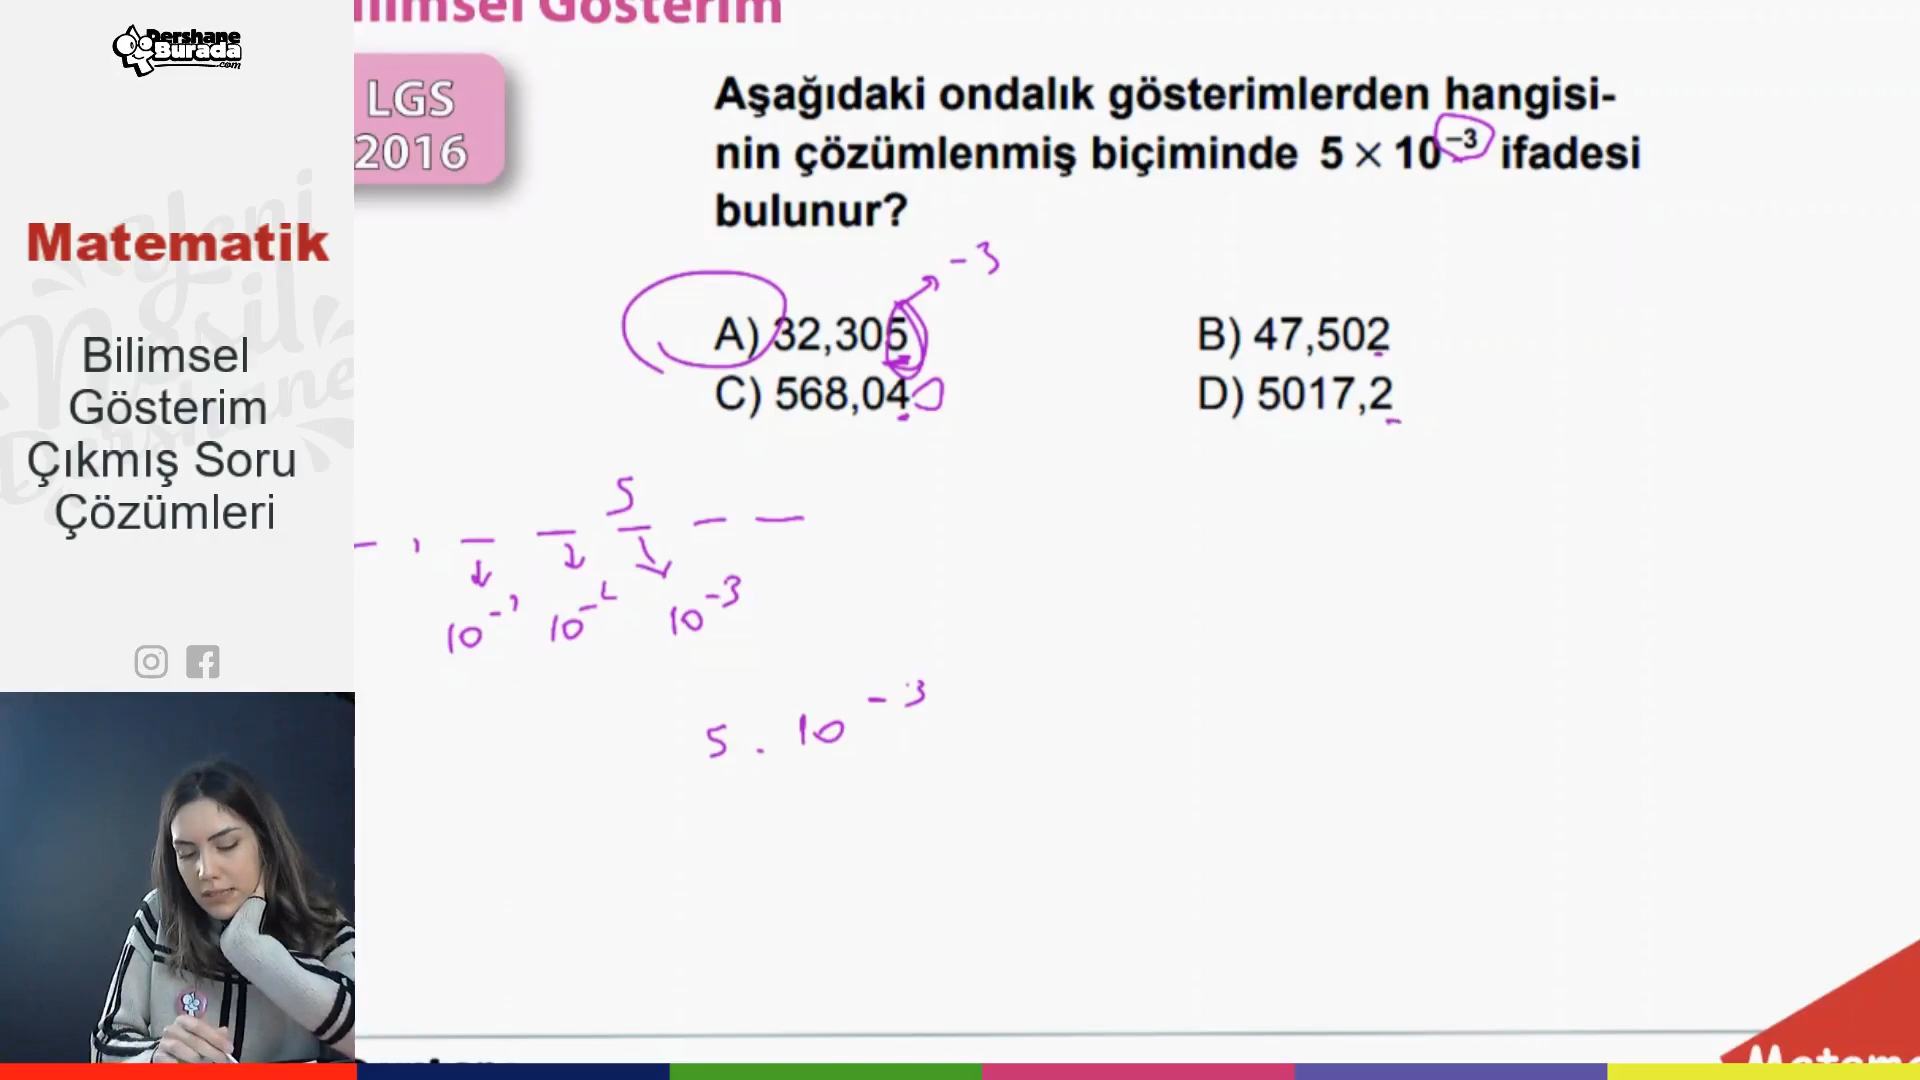 Dershane
Burada
.com
Matematik
Bilimsel
Gösterim
Çıkmış Soru
Çözümleri
Gösterim
LGS
2016
Aşağıdaki ondalık gösterimlerden hangisi-
nin çözümlenmiş biçiminde 5 × 10⁻³ ifadesi
bulunur?
-3
A) 32,305
B) 47,502
C) 568,04 0
D) 5017,2
5
10⁻¹ 10⁻² 10⁻³
5 . 10⁻³